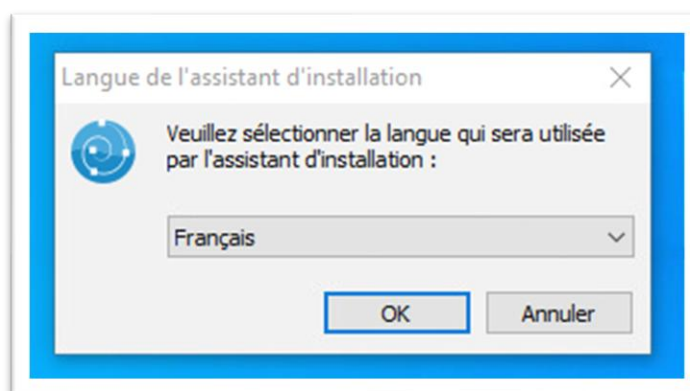 Langue de l'assistant d'installation
Veuillez sélectionner la langue qui sera utilisée
par l'assistant d'installation :
Français
OK
Annuler